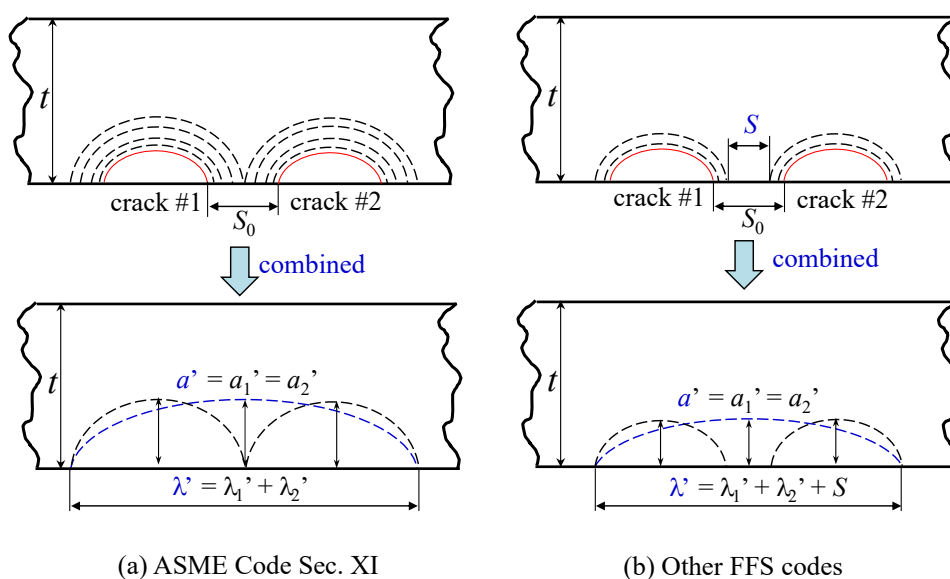 t
crack #1
crack #2
S₀
combined
t
a’ = a₁’ = a₂’
λ’ = λ₁’ + λ₂’
(a) ASME Code Sec. XI
t
S
crack #1
crack #2
S₀
combined
t
a’ = a₁’ = a₂’
λ’ = λ₁’ + λ₂’ + S
(b) Other FFS codes